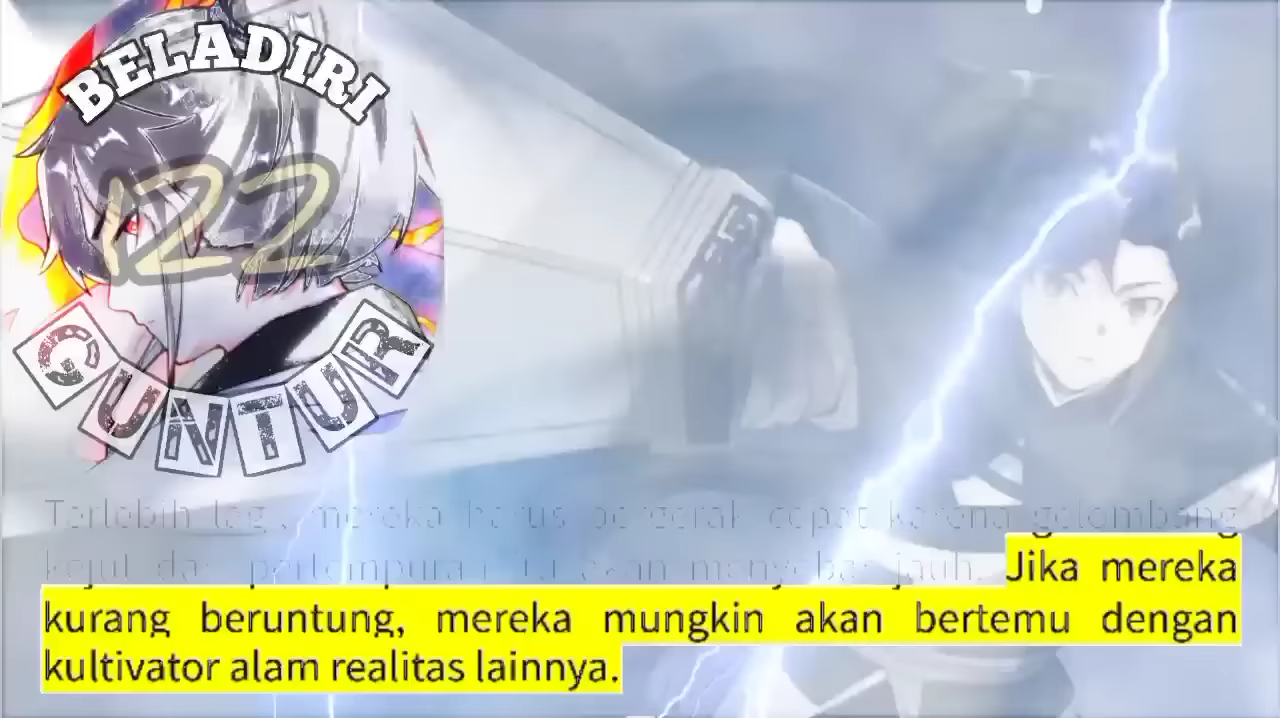 BELADIRI
122
GUNTUR
Terlebih lagi, mereka harus bergerak cepat karena gelombang
kejut dari pertempuran itu akan menyebar jauh. Jika mereka
kurang beruntung, mereka mungkin akan bertemu dengan
kultivator alam realitas lainnya.